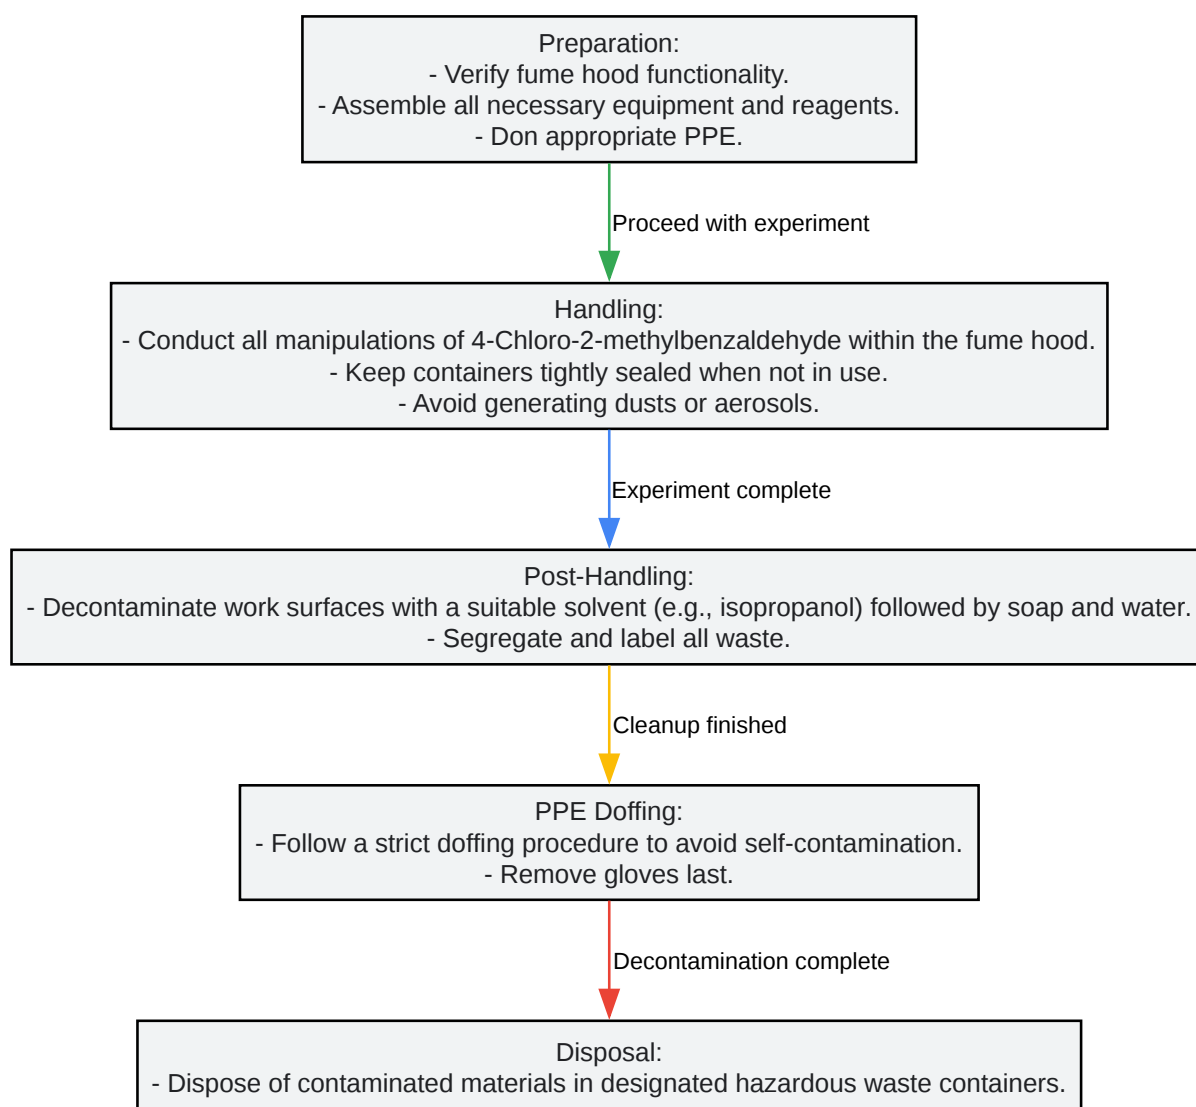 Preparation:
- Verify fume hood functionality.
- Assemble all necessary equipment and reagents.
- Don appropriate PPE.
Proceed with experiment
Handling:
- Conduct all manipulations of 4-Chloro-2-methylbenzaldehyde within the fume hood.
- Keep containers tightly sealed when not in use.
- Avoid generating dusts or aerosols.
Experiment complete
Post-Handling:
- Decontaminate work surfaces with a suitable solvent (e.g., isopropanol) followed by soap and water.
- Segregate and label all waste.
Cleanup finished
PPE Doffing:
- Follow a strict doffing procedure to avoid self-contamination.
- Remove gloves last.
Decontamination complete
Disposal:
- Dispose of contaminated materials in designated hazardous waste containers.